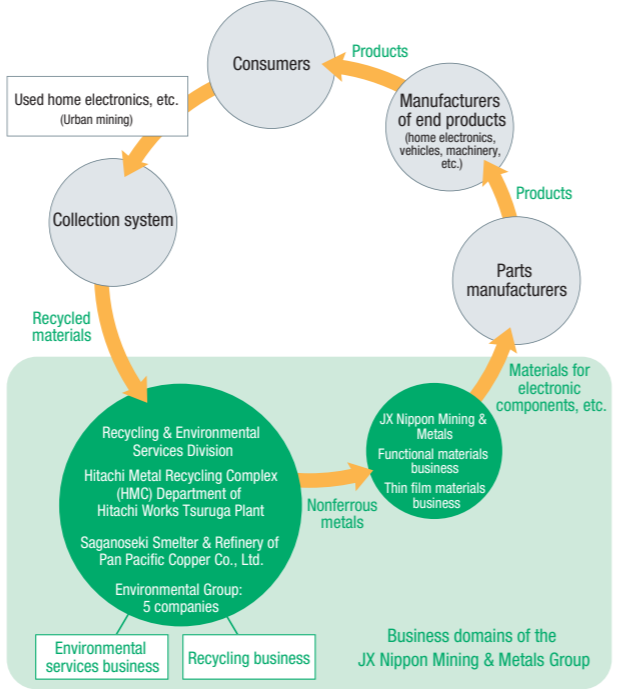 Consumers
Products
Used home electronics, etc.
(Urban mining)
Manufacturers
of end products
(home electronics,
vehicles, machinery,
etc.)
Products
Collection system
Parts
manufacturers
Recycled
materials
Materials for
electronic
components, etc.
Recycling & Environmental
Services Division
Hitachi Metal Recycling Complex
(HMC) Department of
Hitachi Works Tsuruga Plant
Saganoseki Smelter & Refinery of
Pan Pacific Copper Co., Ltd.
Environmental Group:
5 companies
Nonferrous
metals
JX Nippon Mining &
Metals
Functional materials
business
Thin film materials
business
Environmental
services business
Recycling business
Business domains of the
JX Nippon Mining & Metals Group